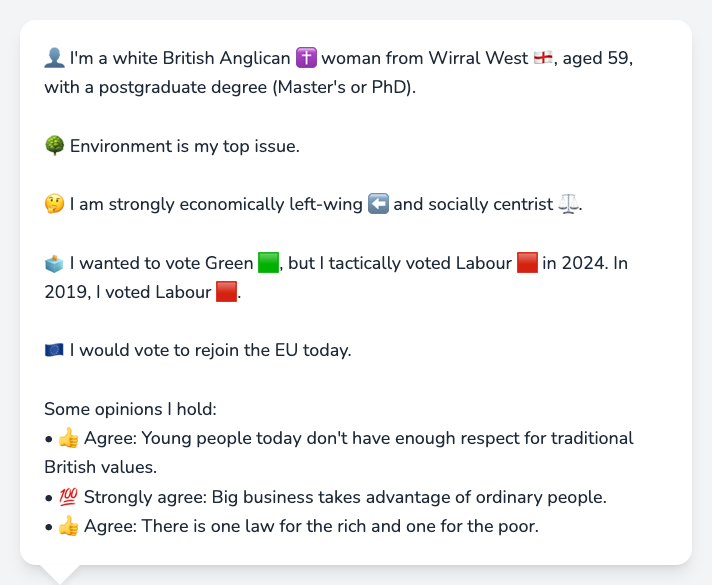 👤 I'm a white British Anglican ✝️ woman from Wirral West 🏴󠁧󠁢󠁥󠁮󠁧󠁿, aged 59,
with a postgraduate degree (Master's or PhD).
🌳 Environment is my top issue.
🤔 I am strongly economically left-wing ⬅️ and socially centrist ⚖️.
🗳️ I wanted to vote Green 🟩, but I tactically voted Labour 🟥 in 2024. In
2019, I voted Labour 🟥.
🇪🇺 I would vote to rejoin the EU today.
Some opinions I hold:
• 👍 Agree: Young people today don't have enough respect for traditional
British values.
• 💯 Strongly agree: Big business takes advantage of ordinary people.
• 👍 Agree: There is one law for the rich and one for the poor.